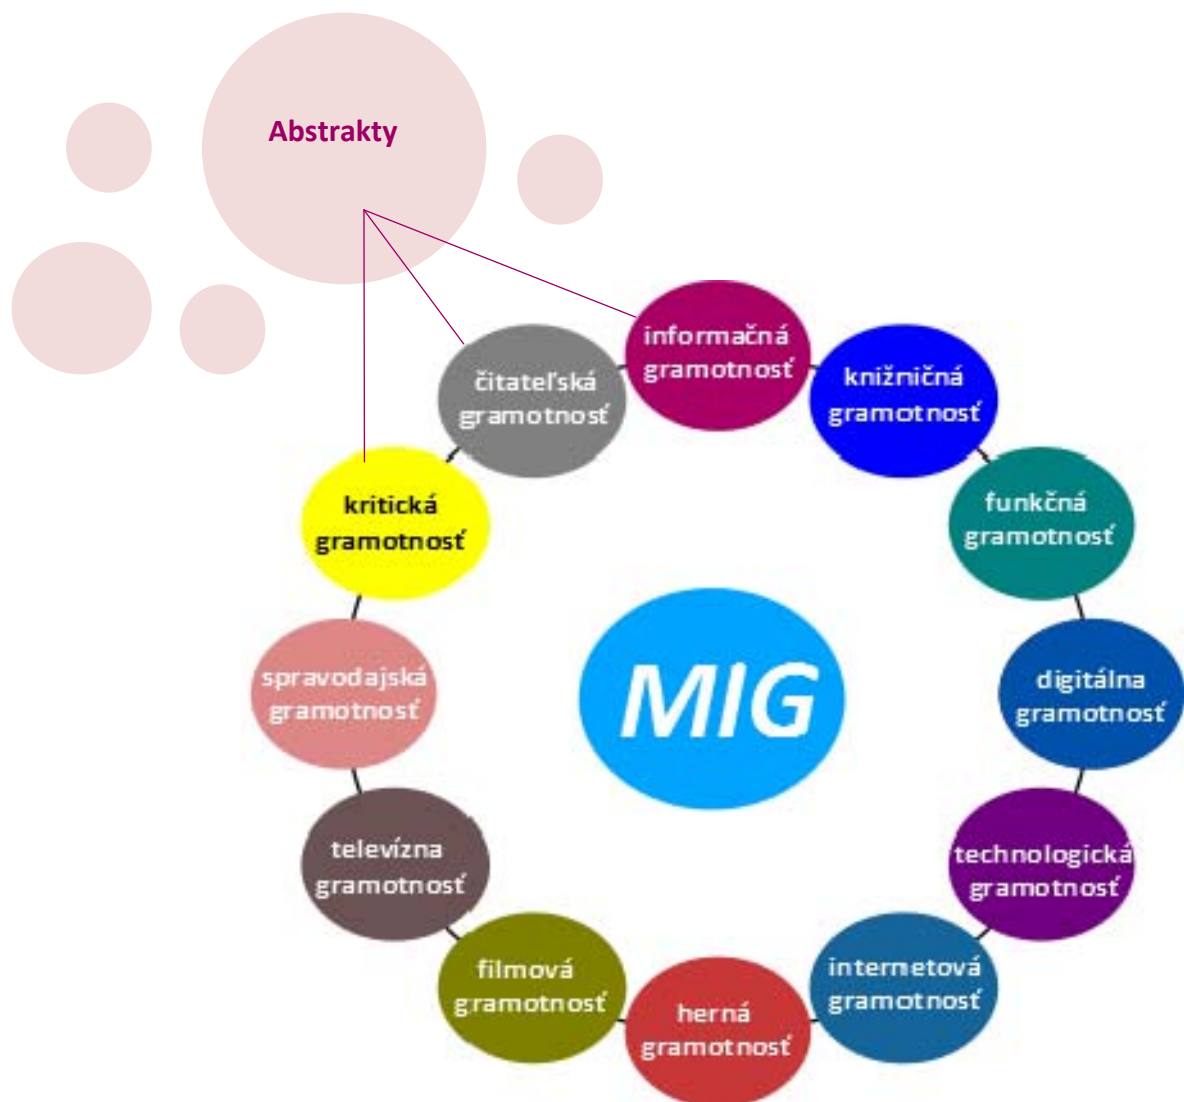 Abstrakty
informačná
gramotnosť
čitateľská
gramotnosť
knižničná
gramotnosť
kritická
gramotnosť
funkčná
gramotnosť
spravodajská
gramotnosť
MIG
digitálna
gramotnosť
televízna
gramotnosť
technologická
gramotnosť
filmová
gramotnosť
internetová
gramotnosť
herná
gramotnosť